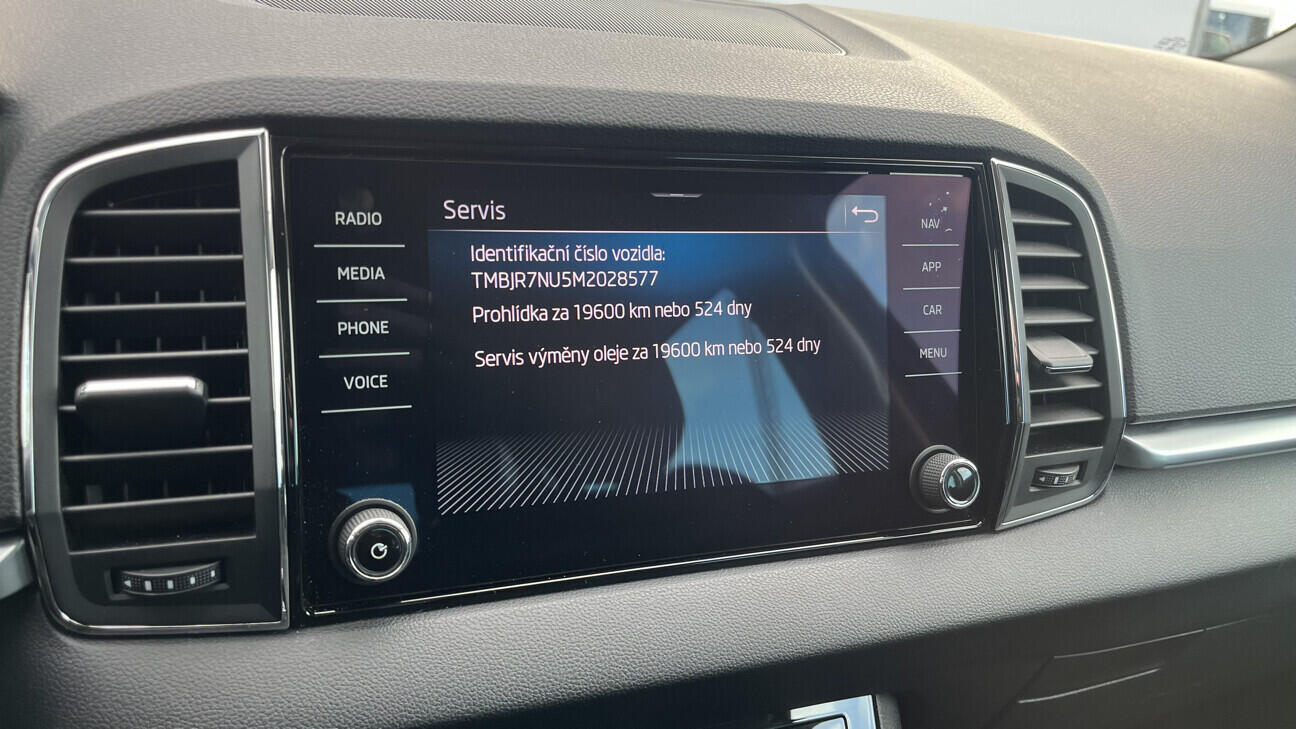 RADIO
MEDIA
PHONE
VOICE
Servis
Identifikační číslo vozidla:
TMBJR7NU5M2028577
Prohlídka za 19600 km nebo 524 dny
Servis výměny oleje za 19600 km nebo 524 dny
NAV
APP
CAR
MENU